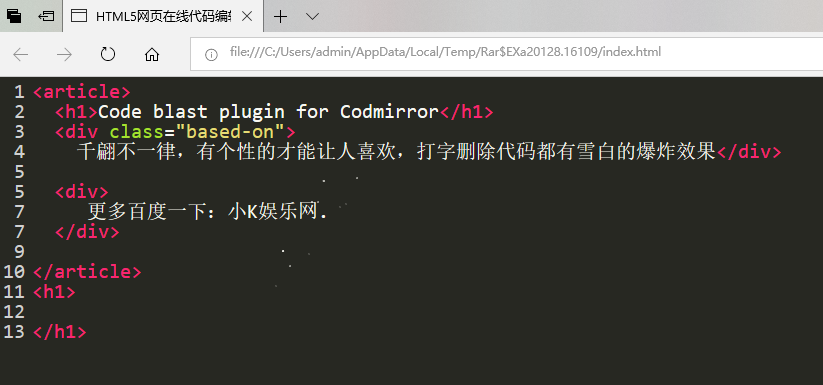 HTML5网页在线代码编辑
file:///C:/Users/admin/AppData/Local/Temp/Rar$EXa20128.16109/index.html
1 <article>
2 <h1>Code blast plugin for Codmirror</h1>
3 <div class="based-on">
4 千翩不一律，有个性的才能让人喜欢，打字删除代码都有雪白的爆炸效果</div>
5
5 <div>
7 更多百度一下：小K娱乐网.
7 </div>
9
10 </article>
11 <h1>
12
13 </h1>